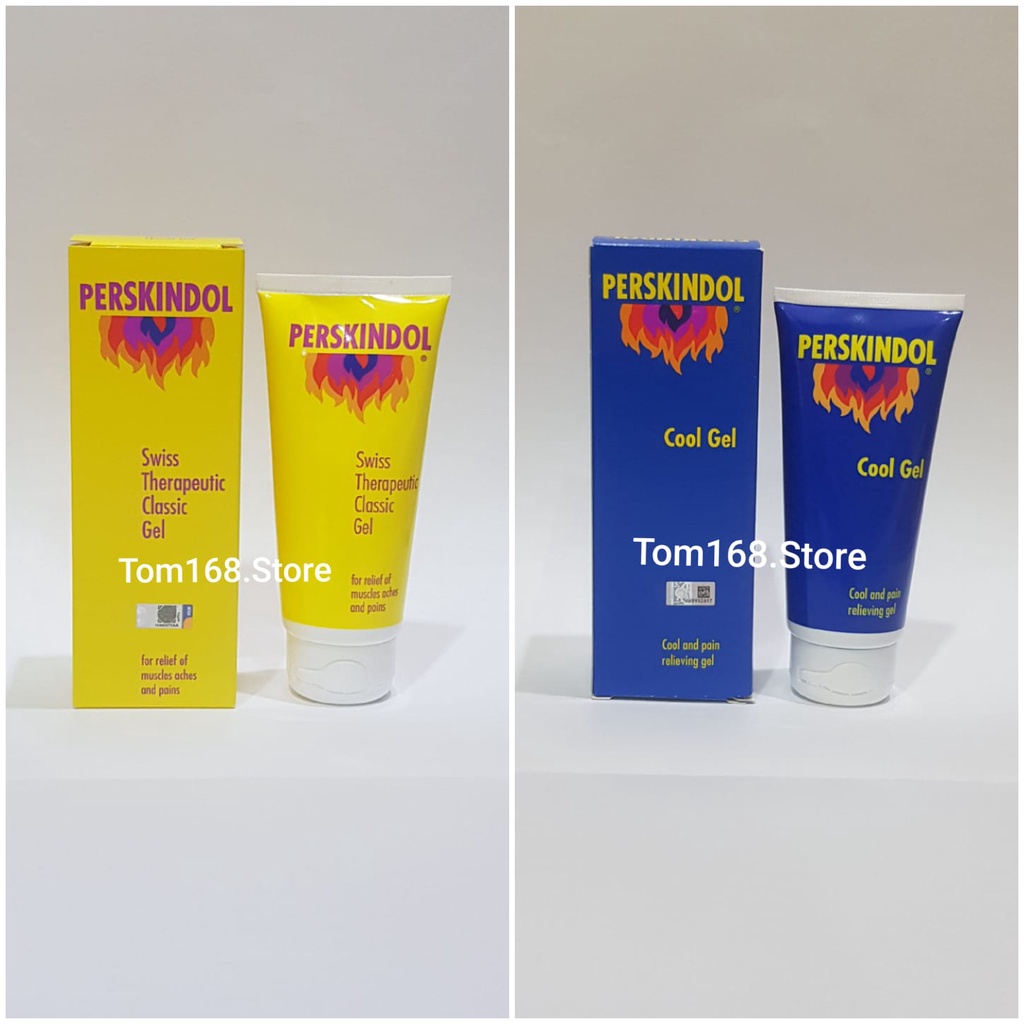 PERSKINDOL
Swiss
Therapeutic
Classic
Gel
for relief of
muscles aches
and pains
PERSKINDOL
®
Swiss
Therapeutic
Classic
Gel
for relief of
muscles aches
and pains
Tom168.Store
PERSKINDOL
®
Cool Gel
Cool and pain
relieving gel
PERSKINDOL
®
Cool Gel
Cool and pain
relieving gel
Tom168.Store